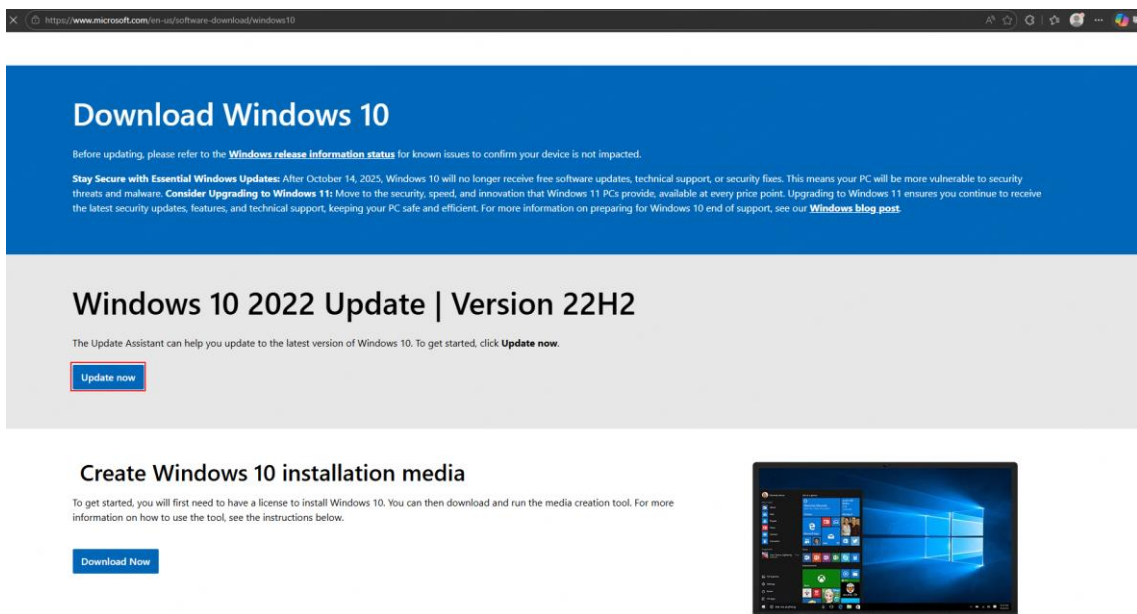 https://www.microsoft.com/en-us/software-download/windows10
Download Windows 10
Before updating, please refer to the Windows release information status for known issues to confirm your device is not impacted.
Stay Secure with Essential Windows Updates: After October 14, 2025, Windows 10 will no longer receive free software updates, technical support, or security fixes. This means your PC will be more vulnerable to security
threats and malware. Consider Upgrading to Windows 11: Move to the security, speed, and innovation that Windows 11 PCs provide, available at every price point. Upgrading to Windows 11 ensures you continue to receive
the latest security updates, features, and technical support, keeping your PC safe and efficient. For more information on preparing for Windows 10 end of support, see our Windows blog post.
Windows 10 2022 Update | Version 22H2
The Update Assistant can help you update to the latest version of Windows 10. To get started, click Update now.
Update now
Create Windows 10 installation media
To get started, you will first need to have a license to install Windows 10. You can then download and run the media creation tool. For more
information on how to use the tool, see the instructions below.
Download Now